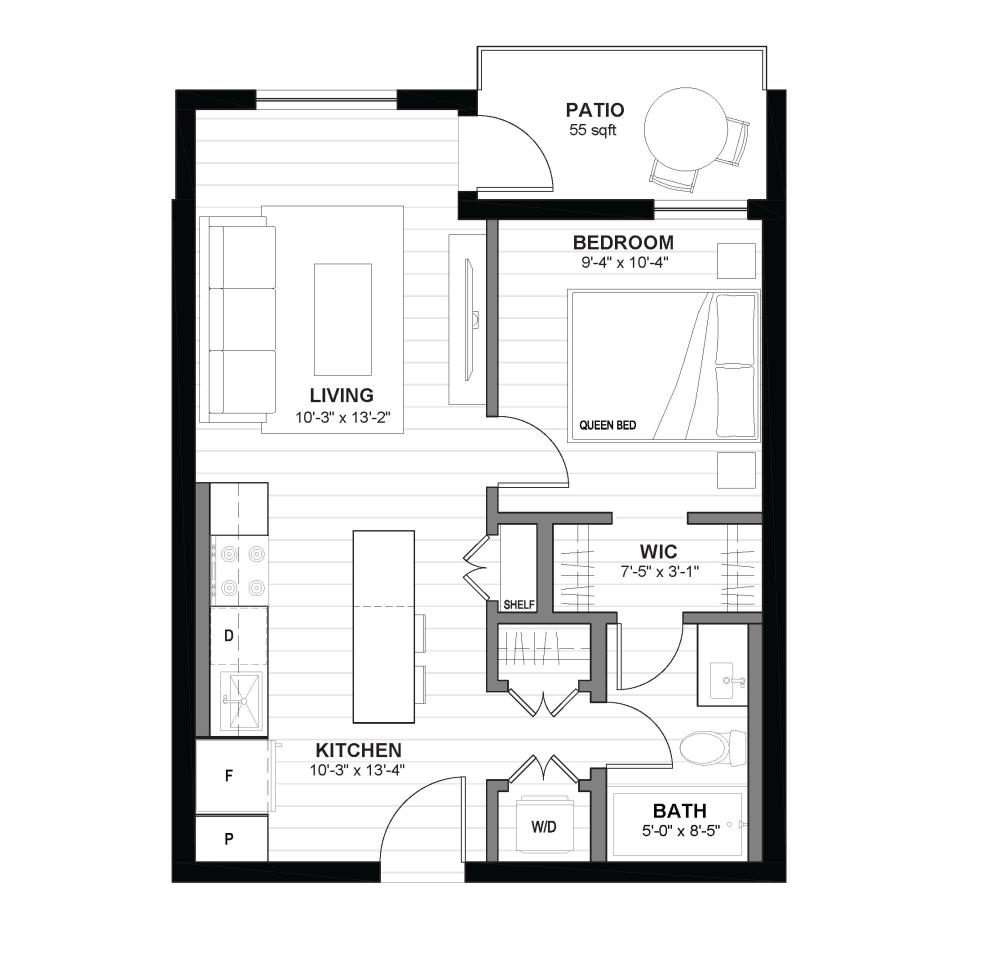 PATIO
55 sqft
BEDROOM
9'-4" x 10'-4"
QUEEN BED
LIVING
10'-3" x 13'-2"
WIC
7'-5" x 3'-1"
SHELF
D
KITCHEN
10'-3" x 13'-4"
F
P
W/D
BATH
5'-0" x 8'-5"